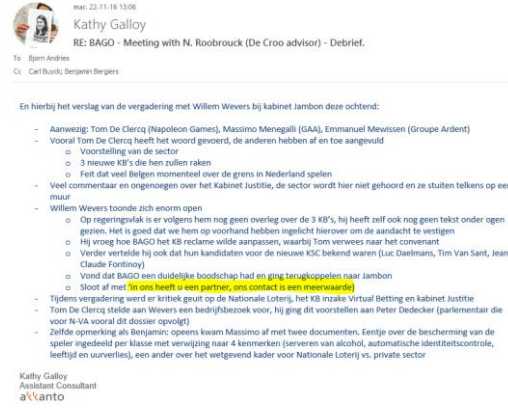 mar. 22-11-16 13:06
Kathy Galloy
RE: BAGO - Meeting with N. Roobrouck (De Croo advisor) - Debrief.
To Bjorn Andries
Cc Carl Buyck; Benjamin Bergiers
En hierbij het verslag van de vergadering met Willem Wevers bij kabinet Jambon deze ochtend:
- Aanwezig: Tom De Clercq (Napoleon Games), Massimo Menegalli (GAA), Emmanuel Mewissen (Groupe Ardent)
- Vooral Tom De Clercq heeft het woord gevoerd, de anderen hebben af en toe aangevuld
o Voorstelling van de sector
o 3 nieuwe KB's die hen zullen raken
o Feit dat veel Belgen momenteel over de grens in Nederland spelen
- Veel commentaar en ongenoegen over het Kabinet Justitie, de sector wordt hier niet gehoord en ze stuiten telkens op een
muur
- Willem Wevers toonde zich enorm open
o Op regeringsvlak is er volgens hem nog geen overleg over de 3 KB's, hij heeft zelf ook nog geen tekst onder ogen
gezien. Het is goed dat we hem op voorhand hebben ingelicht hierover om de aandacht te vestigen
o Hij vroeg hoe BAGO het KB reclame wilde aanpassen, waarbij Tom verwees naar het convenant
o Verder vertelde hij ook dat hun kandidaten voor de nieuwe KSC bekend waren (Luc Daelmans, Tim Van Sant, Jean
Claude Fontinoy)
o Vond dat BAGO een duidelijke boodschap had en ging terugkoppelen naar Jambon
o Sloot af met 'in ons heeft u een partner, ons contact is een meerwaarde)
- Tijdens vergadering werd er kritiek geuit op de Nationale Loterij, het KB inzake Virtual Betting en kabinet Justitie
- Tom De Clercq stelde aan Wevers een bedrijfsbezoek voor, hij ging dit voorstellen aan Peter Dedecker (parlementair die
voor N-VA vooral dit dossier opvolgt)
- Zelfde opmerking als Benjamin: opeens kwam Massimo af met twee documenten. Eentje over de bescherming van de
speler ingedeeld per klasse met verwijzing naar 4 kenmerken (serveren van alcohol, automatische identiteitscontrole,
leeftijd en uurverlies), een ander over het wetgevend kader voor Nationale Loterij vs. private sector
Kathy Galloy
Assistant Consultant
akkanto